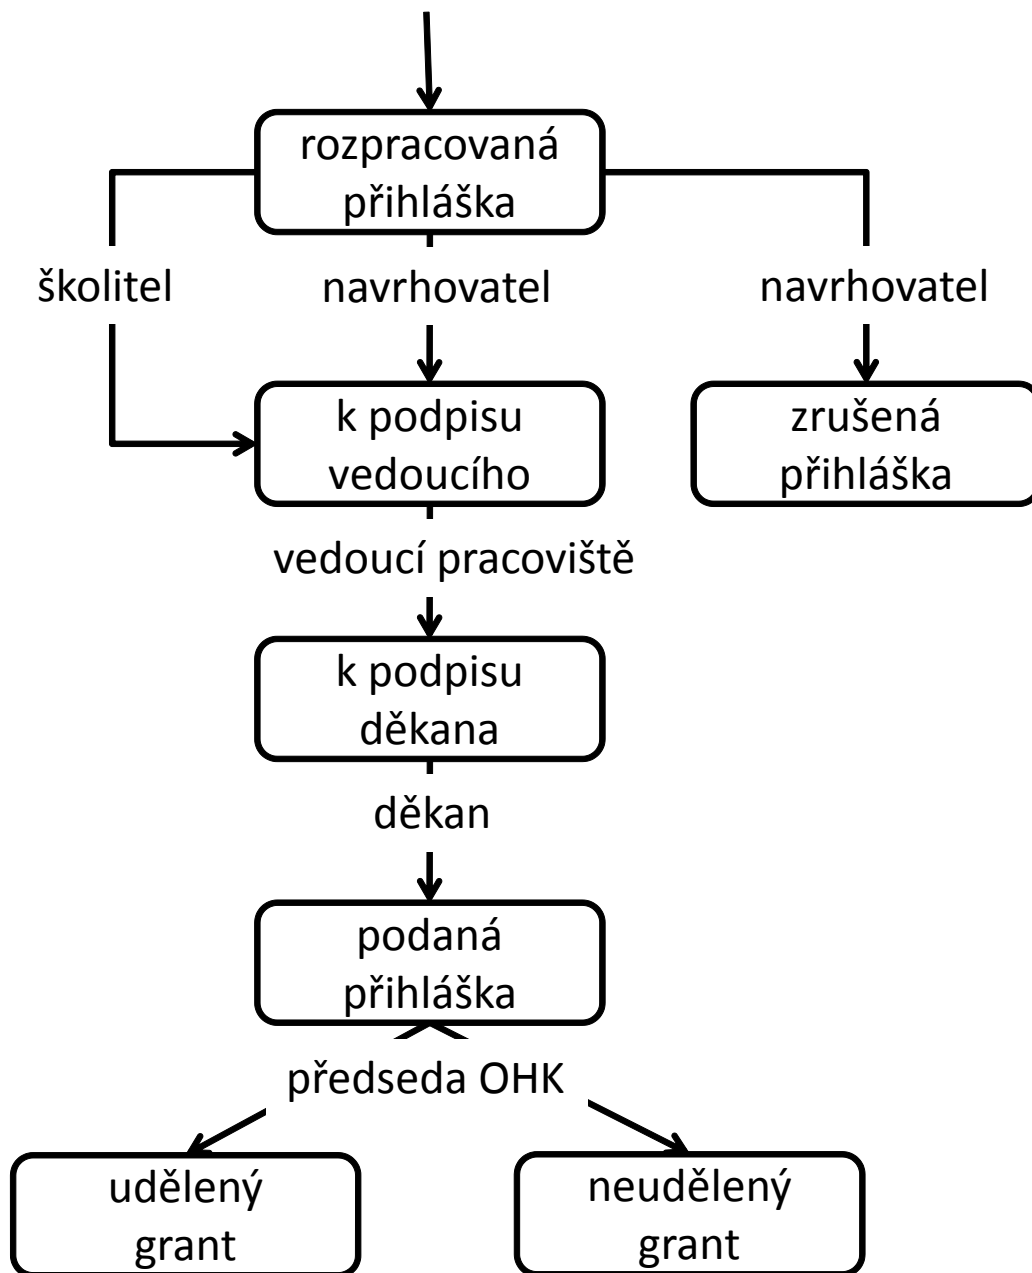 rozpracovaná
přihláška
školitel
navrhovatel
navrhovatel
k podpisu
vedoucího
zrušená
přihláška
vedoucí pracoviště
k podpisu
děkana
děkan
podaná
přihláška
předseda OHK
udělený
grant
neudělený
grant